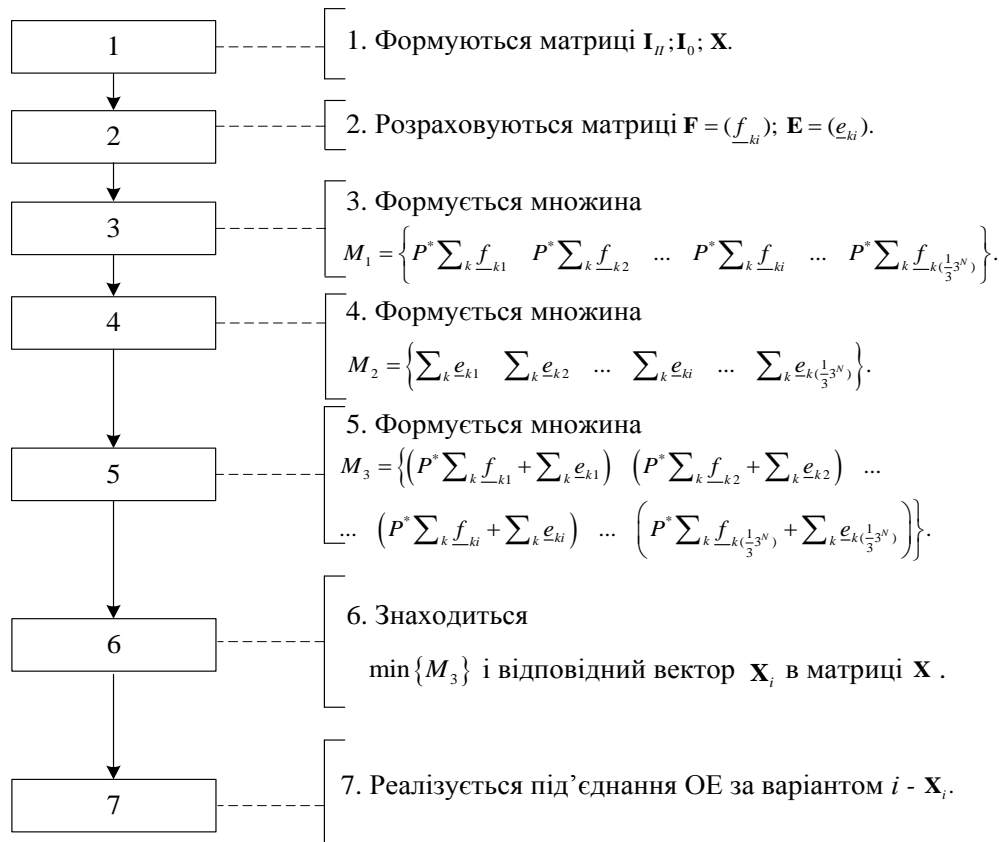 1
1. Формуються матриці I_II; I_0; X.
2
2. Розраховуються матриці F = (f_ki); E = (e_ki).
3
3. Формується множина
M_1 = {P* ∑_k f_k1 P* ∑_k f_k2 ... P* ∑_k f_ki ... P* ∑_k f_k(1/3 3^N)}.
4
4. Формується множина
M_2 = {∑_k e_k1 ∑_k e_k2 ... ∑_k e_ki ... ∑_k e_k(1/3 3^N)}.
5
5. Формується множина
M_3 = {(P* ∑_k f_k1 + ∑_k e_k1) (P* ∑_k f_k2 + ∑_k e_k2) ...
... (P* ∑_k f_ki + ∑_k e_ki) ... (P* ∑_k f_k(1/3 3^N) + ∑_k e_k(1/3 3^N))}.
6
6. Знаходиться
min{M_3} і відповідний вектор X_i в матриці X .
7
7. Реалізується під’єднання ОЕ за варіантом i - X_i.